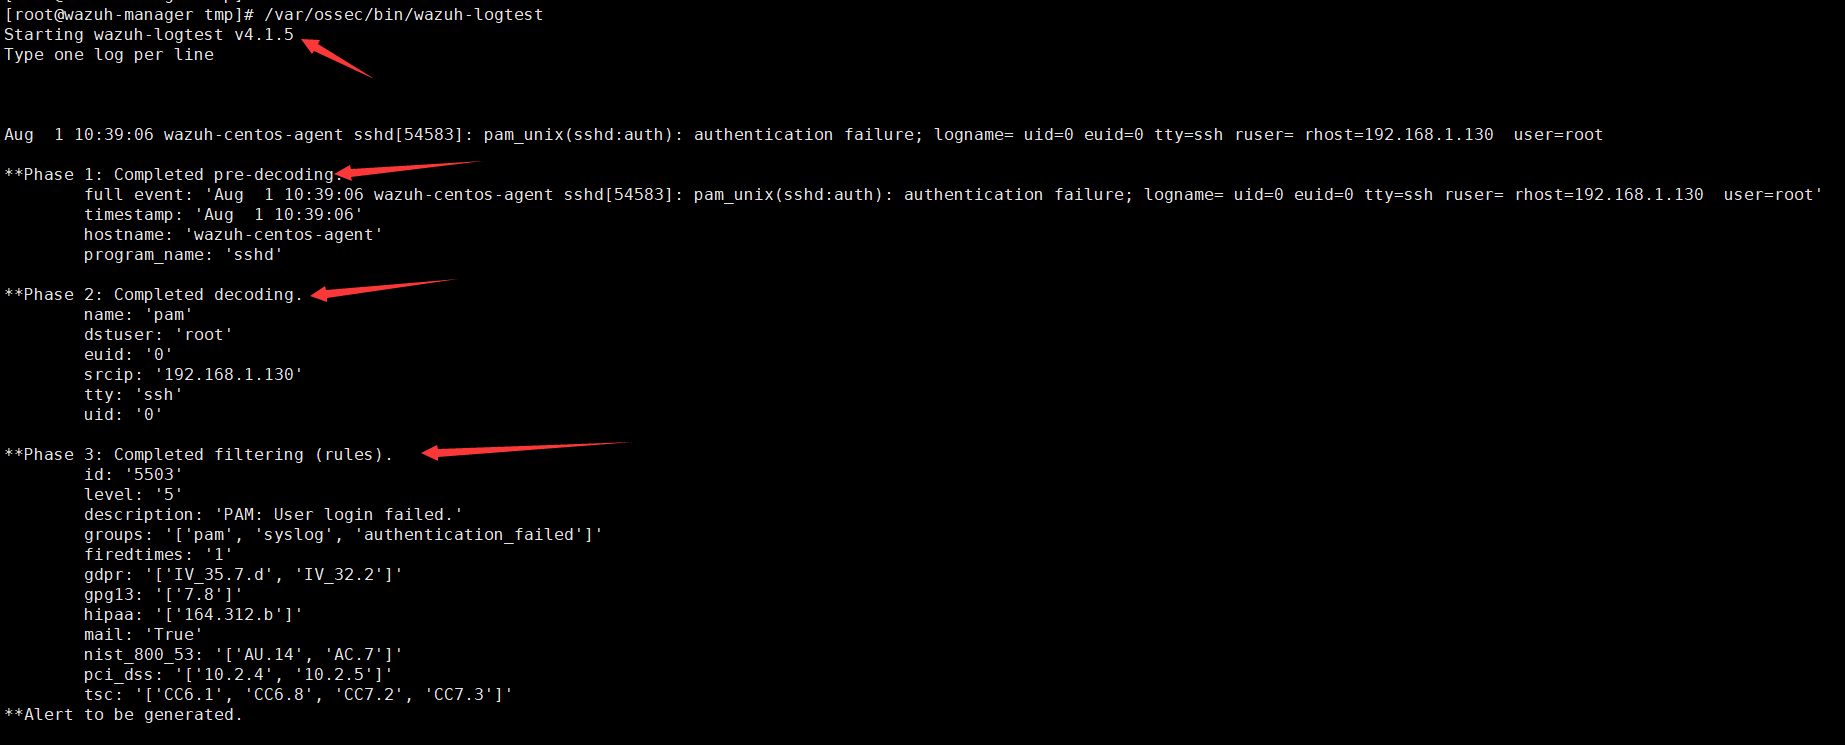 [root@wazuh-manager tmp]# /var/ossec/bin/wazuh-logtest
Starting wazuh-logtest v4.1.5
Type one log per line
Aug  1 10:39:06 wazuh-centos-agent sshd[54583]: pam_unix(sshd:auth): authentication failure; logname= uid=0 euid=0 tty=ssh ruser= rhost=192.168.1.130  user=root
**Phase 1: Completed pre-decoding.
        full event: 'Aug  1 10:39:06 wazuh-centos-agent sshd[54583]: pam_unix(sshd:auth): authentication failure; logname= uid=0 euid=0 tty=ssh ruser= rhost=192.168.1.130  user=root'
        timestamp: 'Aug  1 10:39:06'
        hostname: 'wazuh-centos-agent'
        program_name: 'sshd'
**Phase 2: Completed decoding.
        name: 'pam'
        dstuser: 'root'
        euid: '0'
        srcip: '192.168.1.130'
        tty: 'ssh'
        uid: '0'
**Phase 3: Completed filtering (rules).
        id: '5503'
        level: '5'
        description: 'PAM: User login failed.'
        groups: '['pam', 'syslog', 'authentication_failed']'
        firedtimes: '1'
        gdpr: '['IV_35.7.d', 'IV_32.2']'
        gpg13: '['7.8']'
        hipaa: '['164.312.b']'
        mail: 'True'
        nist_800_53: '['AU.14', 'AC.7']'
        pci_dss: '['10.2.4', '10.2.5']'
        tsc: '['CC6.1', 'CC6.8', 'CC7.2', 'CC7.3']'
**Alert to be generated.